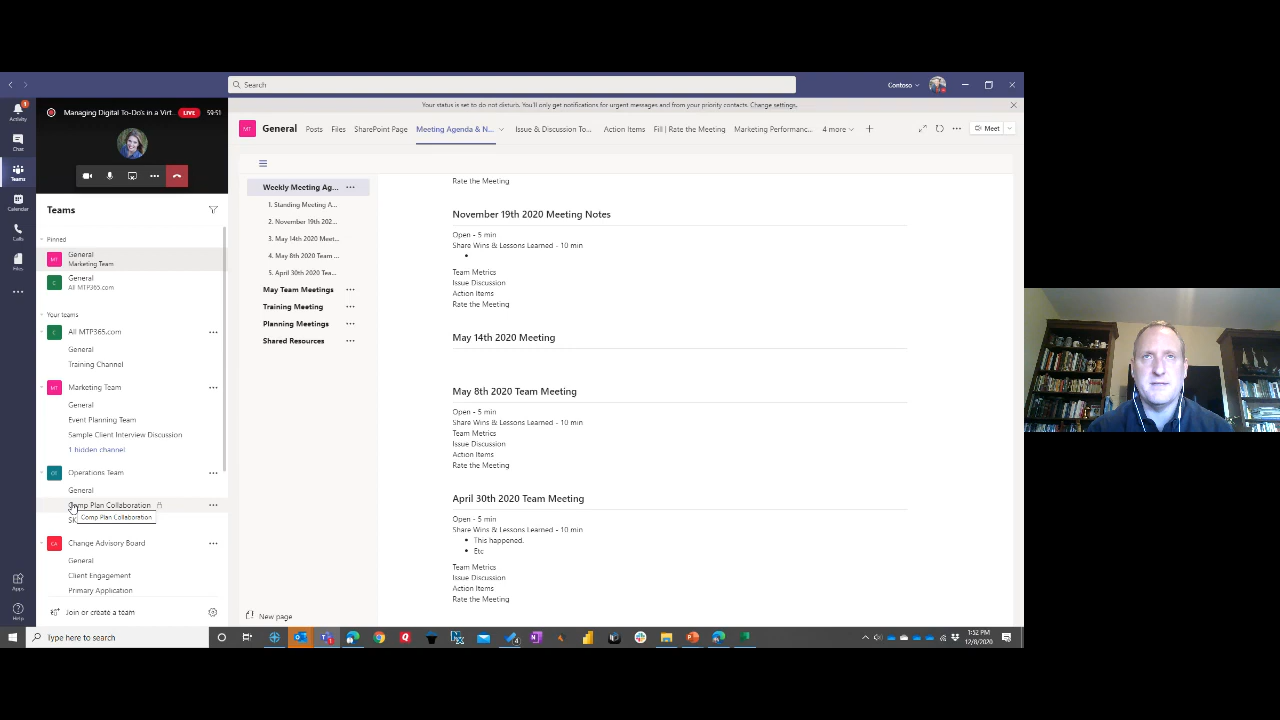 Search
Contoso
Activity
Chat
Teams
Calendar
Calls
Files
Apps
Help
Managing Digital To-Do's in a Virt...
LIVE
59:51
Teams
Pinned
MT
General
Marketing Team
C
General
All MTP365.com
Your teams
C
All MTP365.com
General
Training Channel
MT
Marketing Team
General
Event Planning Team
Sample Client Interview Discussion
1 hidden channel
Operations Team
General
Comp Plan Collaboration
Comp Plan Collaboration
CA
Change Advisory Board
General
Client Engagement
Primary Application
Join or create a team
Your status is set to do not disturb. You'll only get notifications for urgent messages and from your priority contacts. Change settings.
MT
General
Posts
Files
SharePoint Page
Meeting Agenda & N...
Issue & Discussion To...
Action Items
Fill | Rate the Meeting
Marketing Performanc...
4 more
Meet
Weekly Meeting Ag...
1. Standing Meeting A...
2. November 19th 202...
3. May 14th 2020 Meet...
4. May 8th 2020 Team ...
5. April 30th 2020 Tea...
May Team Meetings
Training Meeting
Planning Meetings
Shared Resources
New page
Rate the Meeting
November 19th 2020 Meeting Notes
Open - 5 min
Share Wins & Lessons Learned - 10 min
Team Metrics
Issue Discussion
Action Items
Rate the Meeting
May 14th 2020 Meeting
May 8th 2020 Team Meeting
Open - 5 min
Share Wins & Lessons Learned - 10 min
Team Metrics
Issue Discussion
Action Items
Rate the Meeting
April 30th 2020 Team Meeting
Open - 5 min
Share Wins & Lessons Learned - 10 min
This happened.
Etc
Team Metrics
Issue Discussion
Action Items
Rate the Meeting
Type here to search
1:52 PM
12/8/2020